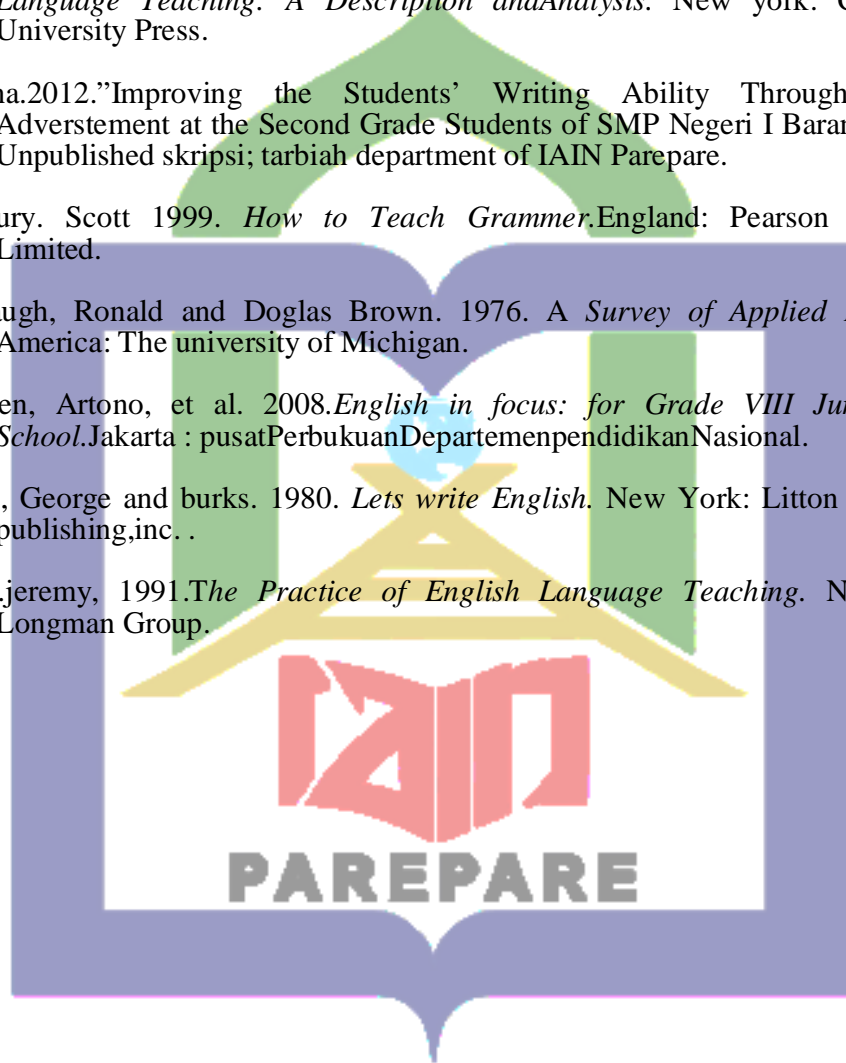 Language Teaching. A Description andAnalysis. New york.
University Press.
na.2012.”Improving the Students’ Writing Ability Through
Adverstement at the Second Grade Students of SMP Negeri I Baran
Unpublished skripsi; tarbiah department of IAIN Parepare.
ury. Scott 1999. How to Teach Grammer.England: Pearson
Limited.
augh, Ronald and Doglas Brown. 1976. A Survey of Applied
America: The university of Michigan.
en, Artono, et al. 2008.English in focus: for Grade VIII Jun
School.Jakarta : pusatPerbukuanDepartemenpendidikanNasional.
, George and burks. 1980. Lets write English. New York: Litton
publishing,inc. .
.jeremy, 1991.The Practice of English Language Teaching. N
Longman Group.
iain
PAREPARE